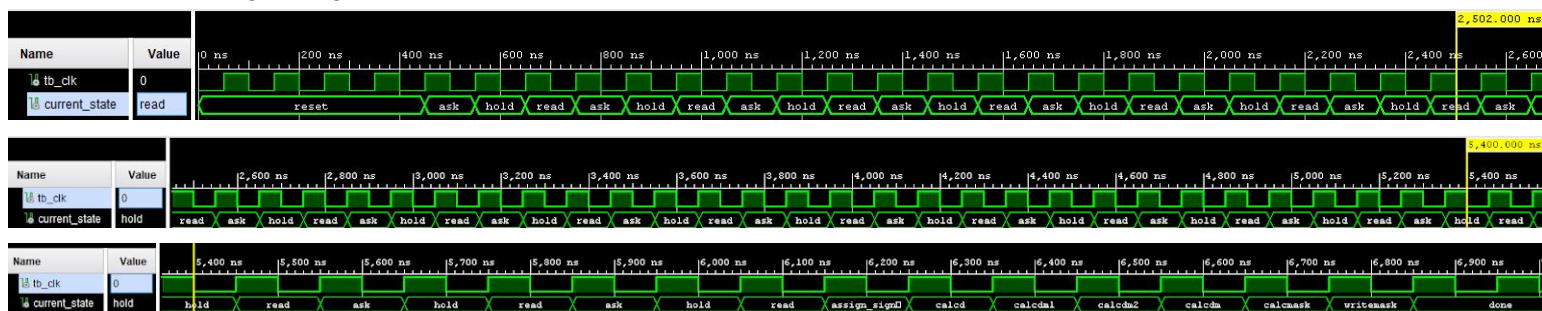 2,502.000 ns
Name Value 0 ns 200 ns 400 ns 600 ns 800 ns 1,000 ns 1,200 ns 1,400 ns 1,600 ns 1,800 ns 2,000 ns 2,200 ns 2,400 ns 2,600
tb_clk 0
current_state read reset ask hold read ask hold read ask hold read ask hold read ask hold read ask hold read ask hold read ask
5,400.000 ns
Name Value 2,600 ns 2,800 ns 3,000 ns 3,200 ns 3,400 ns 3,600 ns 3,800 ns 4,000 ns 4,200 ns 4,400 ns 4,600 ns 4,800 ns 5,000 ns 5,200 ns 5,400 ns
tb_clk 0
current_state hold read ask hold read ask hold read ask hold read ask hold read ask hold read ask hold read ask hold read ask hold read ask hold read ask hold read ask hold read
Name Value 5,400 ns 5,500 ns 5,600 ns 5,700 ns 5,800 ns 5,900 ns 6,000 ns 6,100 ns 6,200 ns 6,300 ns 6,400 ns 6,500 ns 6,600 ns 6,700 ns 6,800 ns 6,900 ns
tb_clk 0
current_state hold hold read ask hold read ask hold read assign_sign calcd calcdm1 calcdm2 calcdm calcmask writemask done